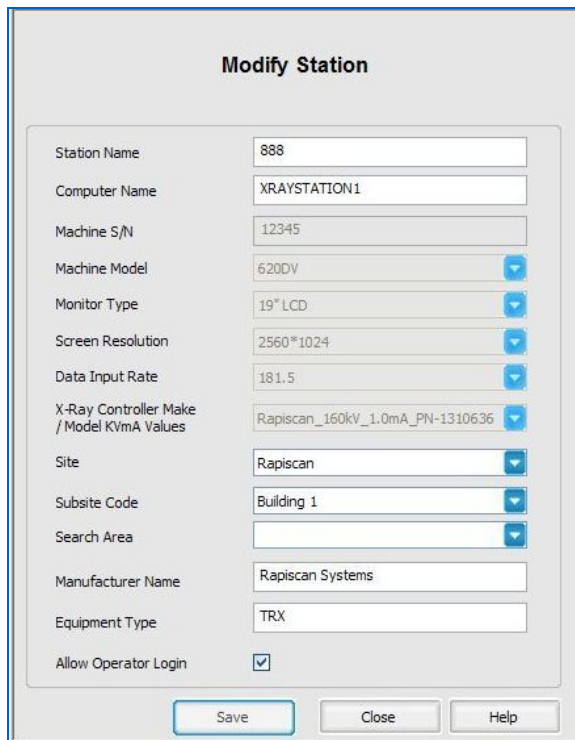 Modify Station
Station Name 888
Computer Name XRAYSTATION1
Machine S/N 12345
Machine Model 620DV
Monitor Type 19" LCD
Screen Resolution 2560*1024
Data Input Rate 181.5
X-Ray Controller Make
/ Model KVmA Values Rapiscan_160kV_1.0mA_PN-1310636
Site Rapiscan
Subsite Code Building 1
Search Area
Manufacturer Name Rapiscan Systems
Equipment Type TRX
Allow Operator Login
Save Close Help